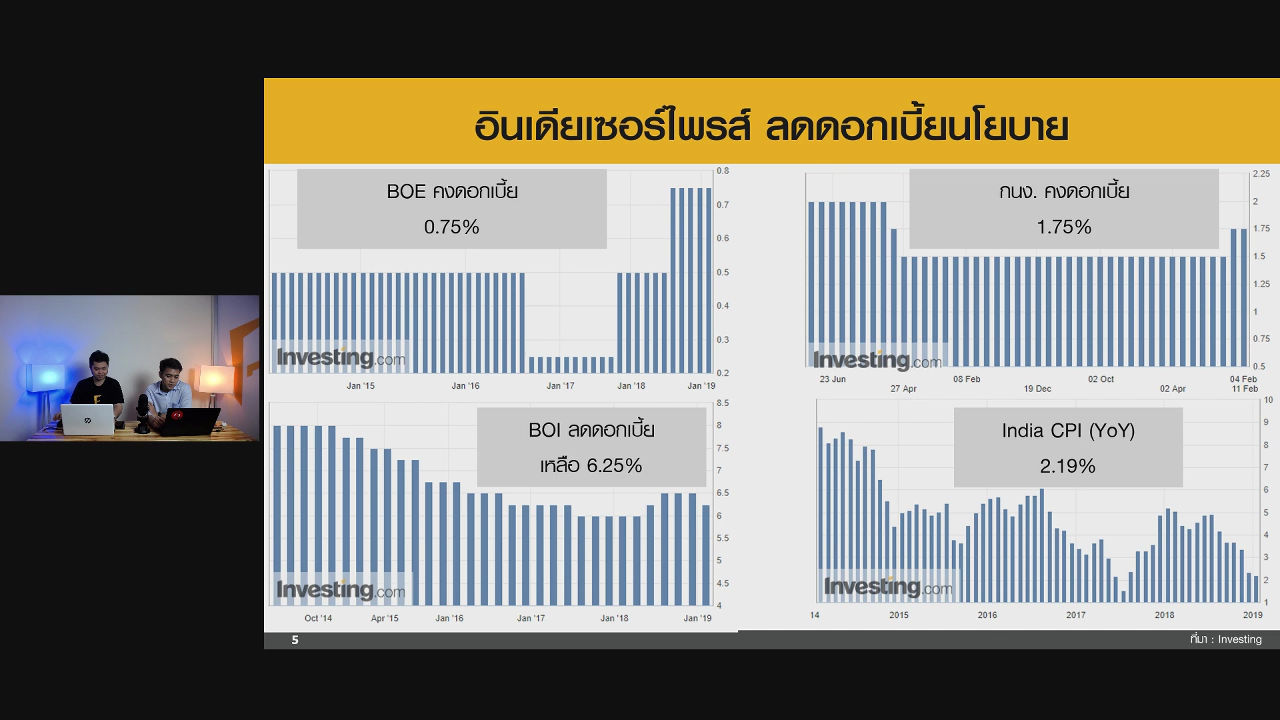 อินเดียเซอร์ไพรส์ ลดดอกเบี้ยนโยบาย
BOE คงดอกเบี้ย
0.75%
0.8
0.7
0.6
0.5
0.4
0.3
0.2
Investing.com
Jan '15 Jan '16 Jan '17 Jan '18 Jan '19
กนง. คงดอกเบี้ย
1.75%
2.25
2
1.75
1.5
1.25
1
0.75
0.5
Investing.com
23 Jun 08 Feb 02 Oct 04 Feb
27 Apr 19 Dec 02 Apr 11 Feb
BOI ลดดอกเบี้ย
เหลือ 6.25%
8.5
8
7.5
7
6.5
6
5.5
5
4.5
4
Investing.com
Oct '14 Apr '15 Jan '16 Jan '17 Jan '18 Jan '19
India CPI (YoY)
2.19%
10
9
8
7
6
5
4
3
2
1
Investing.com
14 2015 2016 2017 2018 2019
5
ที่มา : Investing